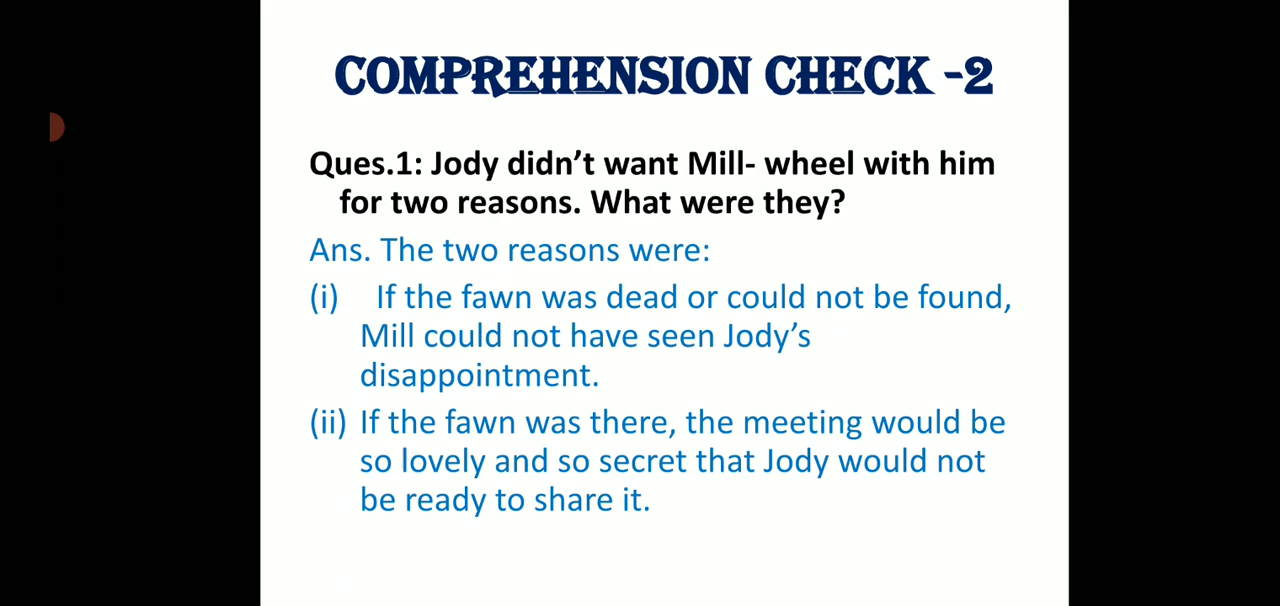 COMPREHENSION CHECK -2
Ques.1: Jody didn’t want Mill- wheel with him
for two reasons. What were they?
Ans. The two reasons were:
(i) If the fawn was dead or could not be found,
Mill could not have seen Jody’s
disappointment.
(ii) If the fawn was there, the meeting would be
so lovely and so secret that Jody would not
be ready to share it.